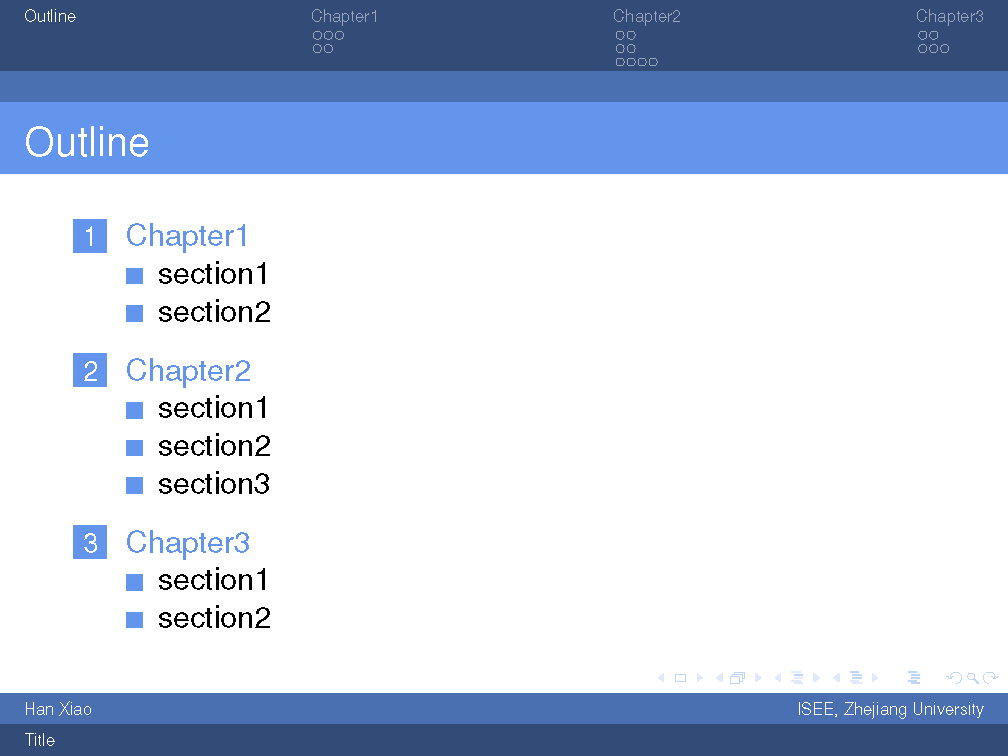 Outline Chapter1 Chapter2 Chapter3
Outline
1 Chapter1
section1
section2
2 Chapter2
section1
section2
section3
3 Chapter3
section1
section2
Han Xiao ISEE, Zhejiang University
Title